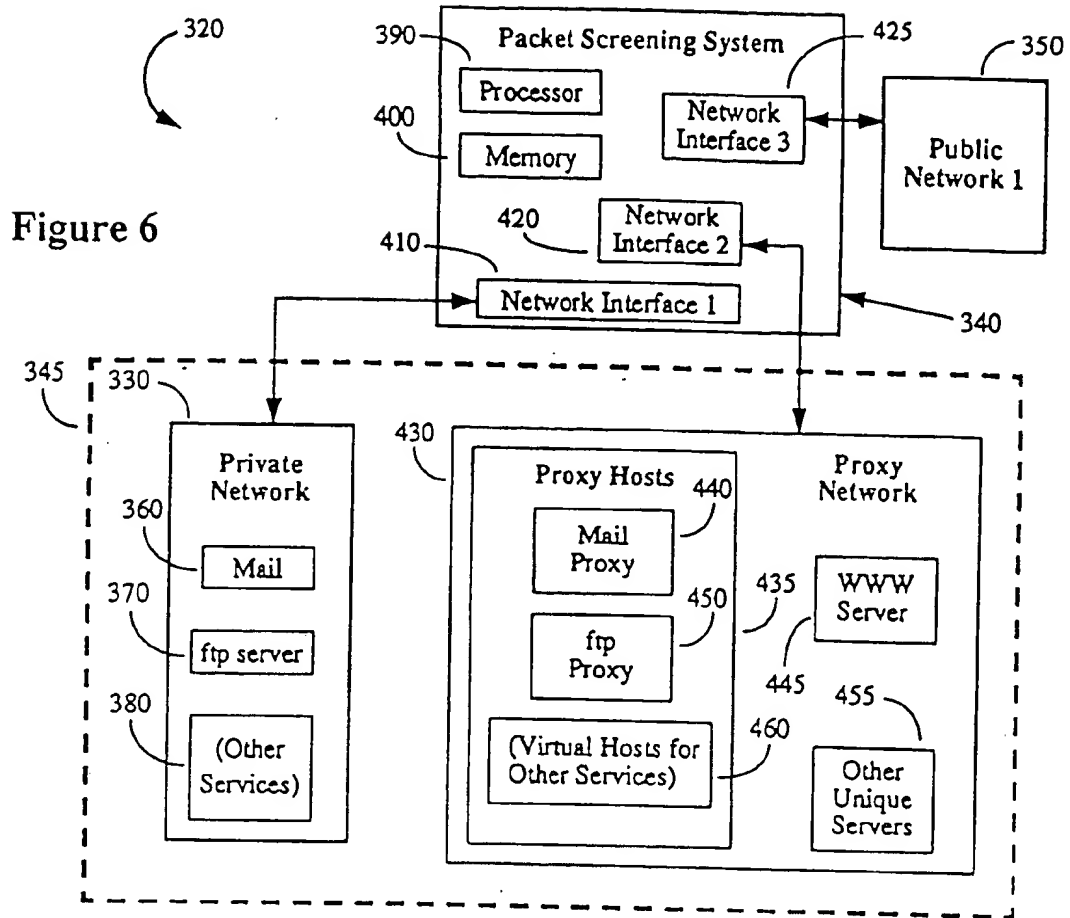 320
390
Packet Screening System
425
350
Processor
400
Memory
Network
Interface 3
Public
Network 1
Figure 6
420
Network
Interface 2
410
Network Interface 1
340
345
330
Private
Network
360
Mail
370
ftp server
380
(Other
Services)
430
Proxy Hosts
440
Mail
Proxy
450
ftp
Proxy
435
(Virtual Hosts for
Other Services)
460
Proxy
Network
WWW
Server
445
455
Other
Unique
Servers